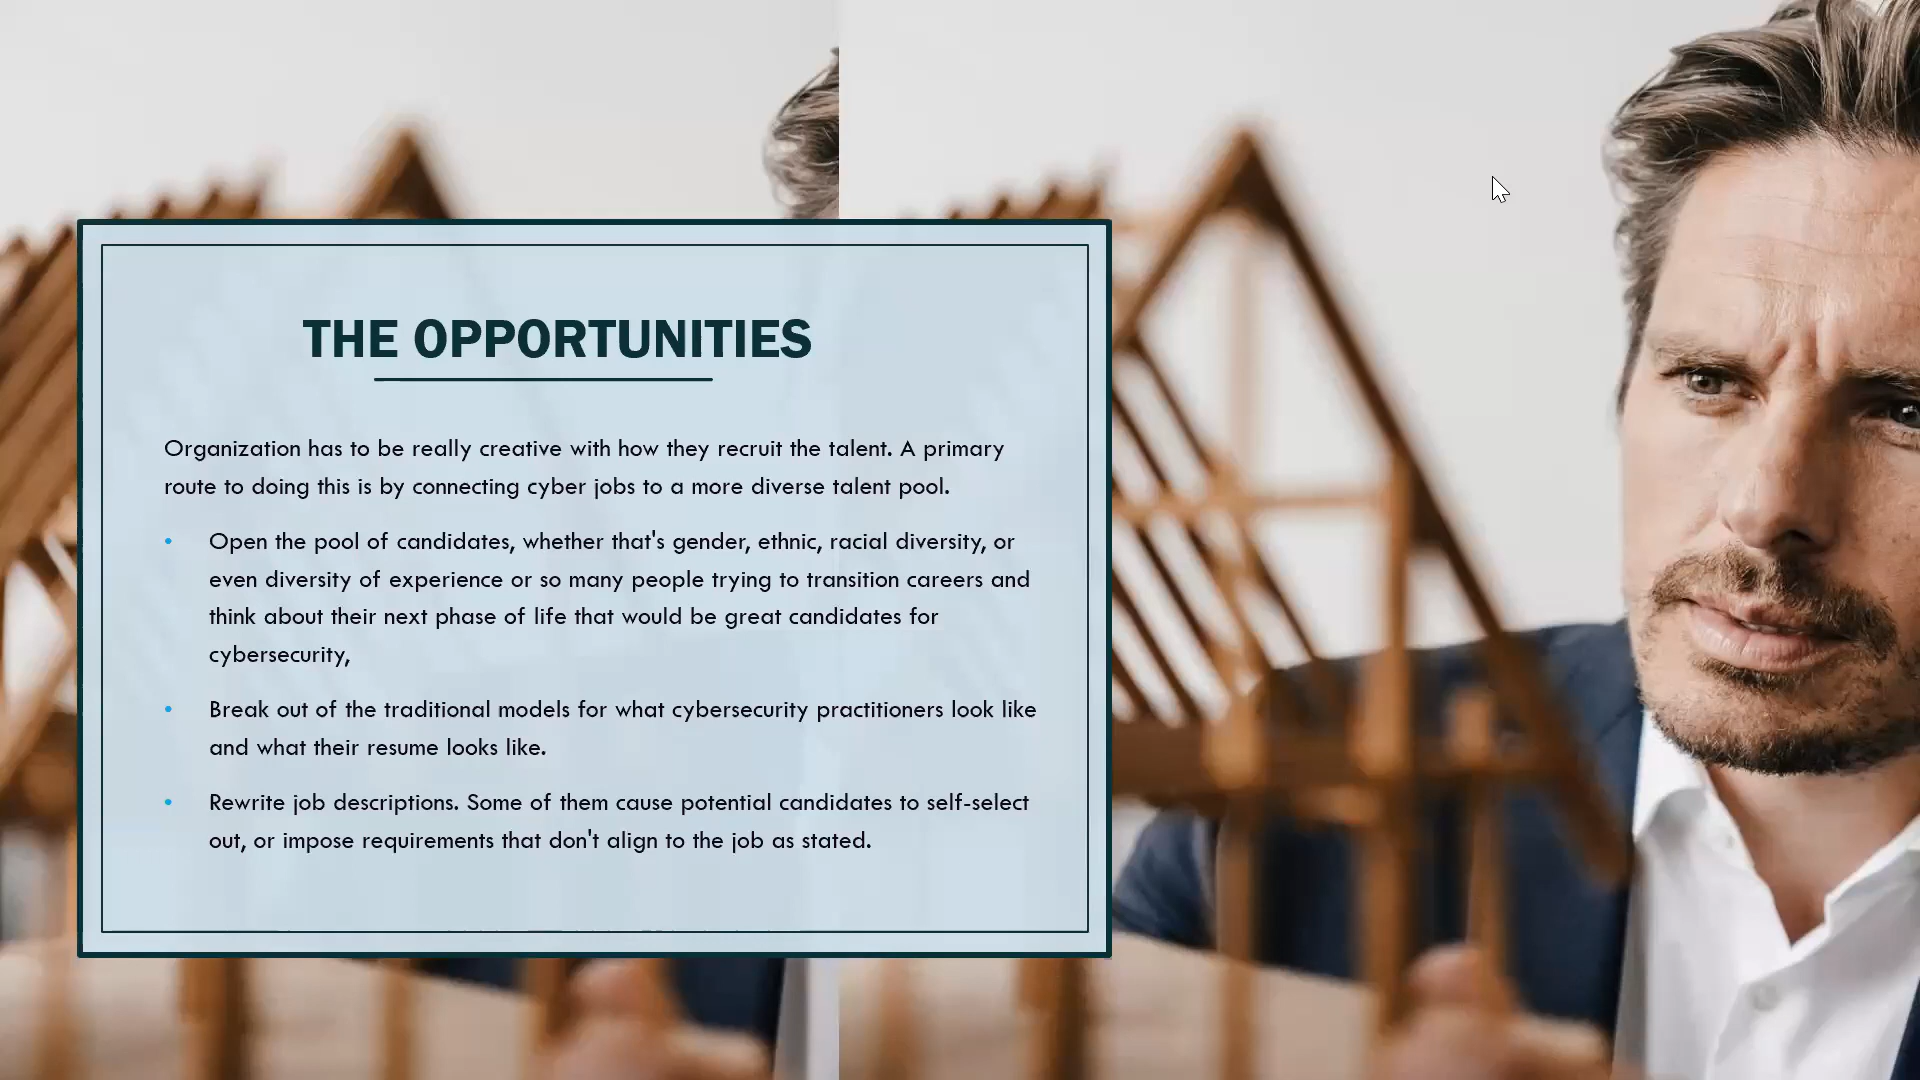 THE OPPORTUNITIES
Organization has to be really creative with how they recruit the talent. A primary
route to doing this is by connecting cyber jobs to a more diverse talent pool.
• Open the pool of candidates, whether that's gender, ethnic, racial diversity, or
even diversity of experience or so many people trying to transition careers and
think about their next phase of life that would be great candidates for
cybersecurity,
• Break out of the traditional models for what cybersecurity practitioners look like
and what their resume looks like.
• Rewrite job descriptions. Some of them cause potential candidates to self-select
out, or impose requirements that don't align to the job as stated.